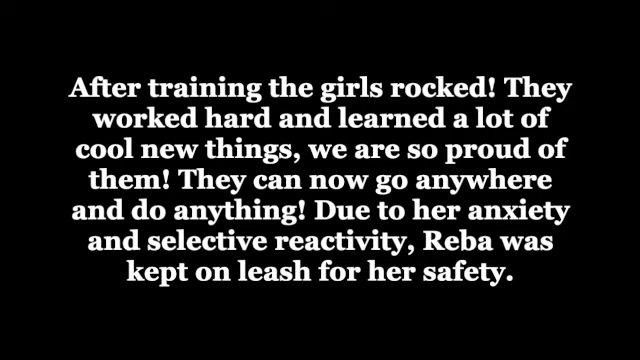 After training the girls rocked! They
worked hard and learned a lot of
cool new things, we are so proud of
them! They can now go anywhere
and do anything! Due to her anxiety
and selective reactivity, Reba was
kept on leash for her safety.